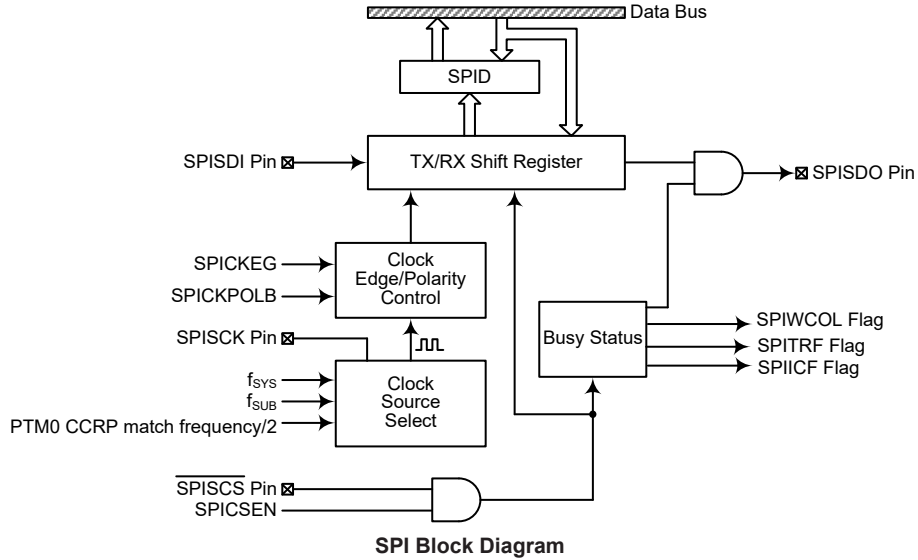 Data Bus
SPID
SPISDI Pin
TX/RX Shift Register
SPISDO Pin
SPICKEG
SPICKPOLB
Clock
Edge/Polarity
Control
SPISCK Pin
Busy Status
SPIWCOL Flag
SPITRF Flag
SPIICF Flag
fSYS
fSUB
PTM0 CCRP match frequency/2
Clock
Source
Select
SPISCS Pin
SPICSEN
SPI Block Diagram